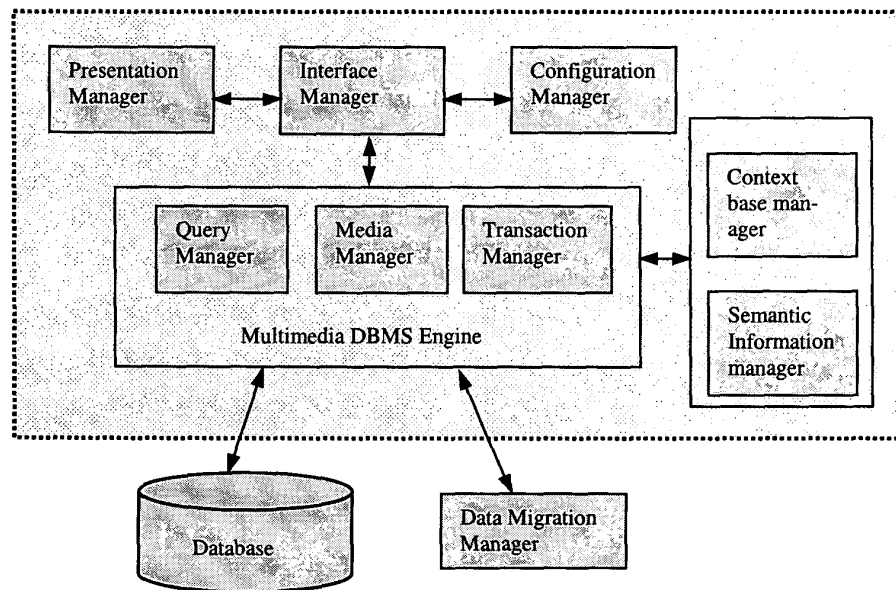 Presentation
Manager
Interface
Manager
Configuration
Manager
Context
base man-
ager
Query
Manager
Media
Manager
Transaction
Manager
Multimedia DBMS Engine
Semantic
Information
manager
Database
Data Migration
Manager